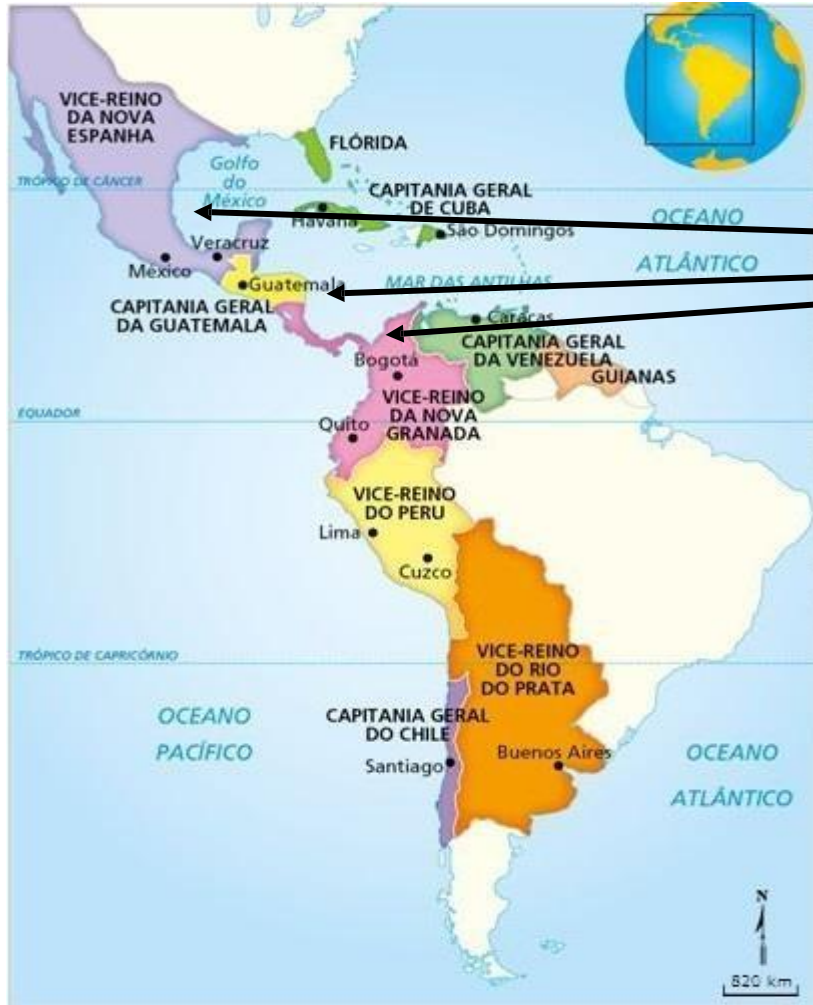 VICE-REINO
DA NOVA
ESPANHA
FLÓRIDA
Golfo
do
México
TRÓPICO DE CÂNCER
CAPITANIA GERAL
DE CUBA
Havana
São Domingos
OCEANO
ATLÂNTICO
Veracruz
México
Guatemala
MAR DAS ANTILHAS
CAPITANIA GERAL
DA GUATEMALA
Caracas
CAPITANIA GERAL
DA VENEZUELA
GUIANAS
Bogotá
VICE-REINO
DA NOVA
GRANADA
EQUADOR
Quito
VICE-REINO
DO PERU
Lima
Cuzco
TRÓPICO DE CAPRICÓRNIO
VICE-REINO
DO RIO
DO PRATA
OCEANO
PACÍFICO
CAPITANIA GERAL
DO CHILE
Santiago
Buenos Aires
OCEANO
ATLÂNTICO
N
820 km